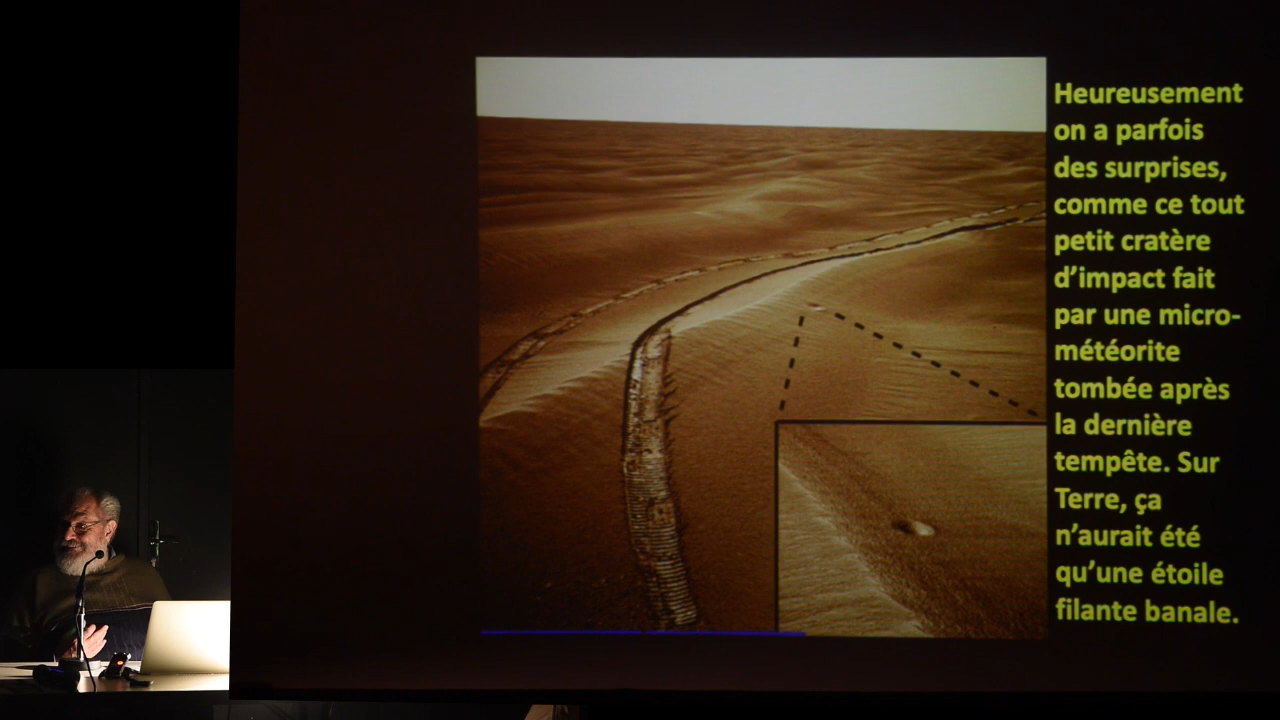 Heureusement
on a parfois
des surprises,
comme ce tout
petit cratère
d’impact fait
par une micro-
météorite
tombée après
la dernière
tempête. Sur
Terre, ça
n’aurait été
qu’une étoile
filante banale.